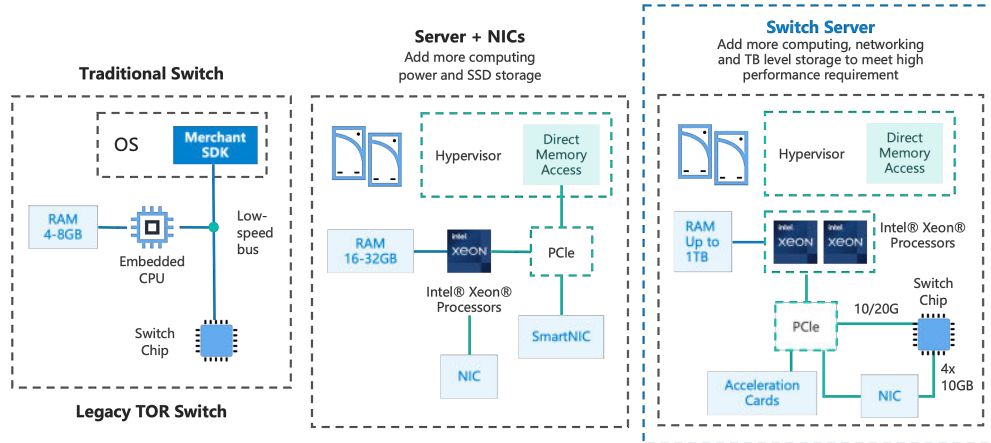 Traditional Switch
OS
Merchant
SDK
RAM
4-8GB
Embedded
CPU
Low-
speed
bus
Switch
Chip
Legacy TOR Switch
Server + NICs
Add more computing
power and SSD storage
Hypervisor
Direct
Memory
Access
RAM
16-32GB
intel
XEON
PCIe
Intel® Xeon®
Processors
SmartNIC
NIC
Switch Server
Add more computing, networking
and TB level storage to meet high
performance requirement
Hypervisor
Direct
Memory
Access
RAM
Up to
1TB
intel
XEON
intel
XEON
Intel® Xeon®
Processors
Switch
Chip
10/20G
PCIe
4x
10GB
Acceleration
Cards
NIC